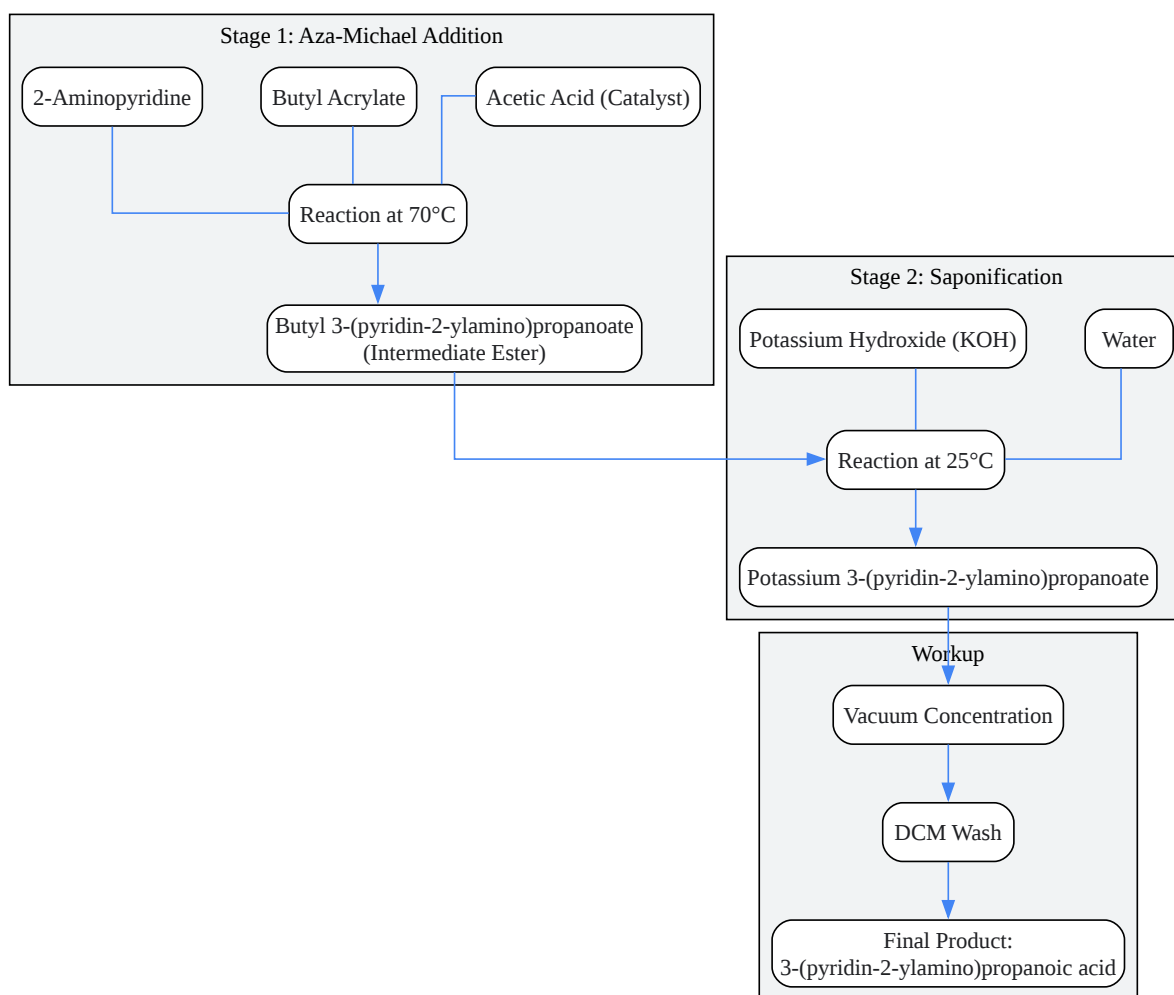 Stage 1: Aza-Michael Addition
2-Aminopyridine
Butyl Acrylate
Acetic Acid (Catalyst)
Reaction at 70°C
Butyl 3-(pyridin-2-ylamino)propanoate
(Intermediate Ester)
Stage 2: Saponification
Potassium Hydroxide (KOH)
Water
Reaction at 25°C
Potassium 3-(pyridin-2-ylamino)propanoate
Workup
Vacuum Concentration
DCM Wash
Final Product:
3-(pyridin-2-ylamino)propanoic acid